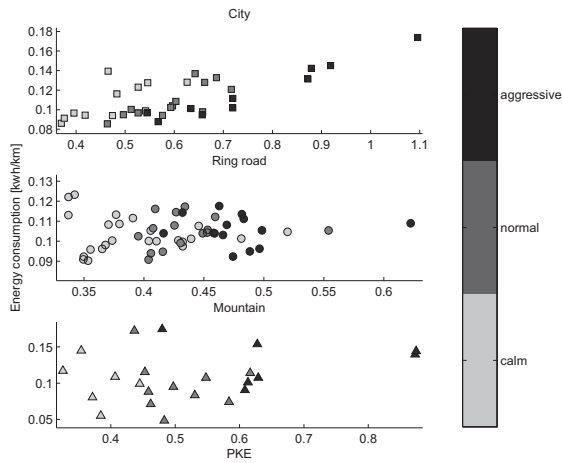 City
0.18
0.16
0.14
0.12
0.1
0.08
0.4 0.5 0.6 0.7 0.8 0.9 1 1.1
Ring road
0.13
0.12
0.11
0.1
0.09
0.35 0.4 0.45 0.5 0.55 0.6
Mountain
0.15
0.1
0.05
0.4 0.5 0.6 0.7 0.8
PKE
Energy consumption [kwh/km]
aggressive
normal
calm